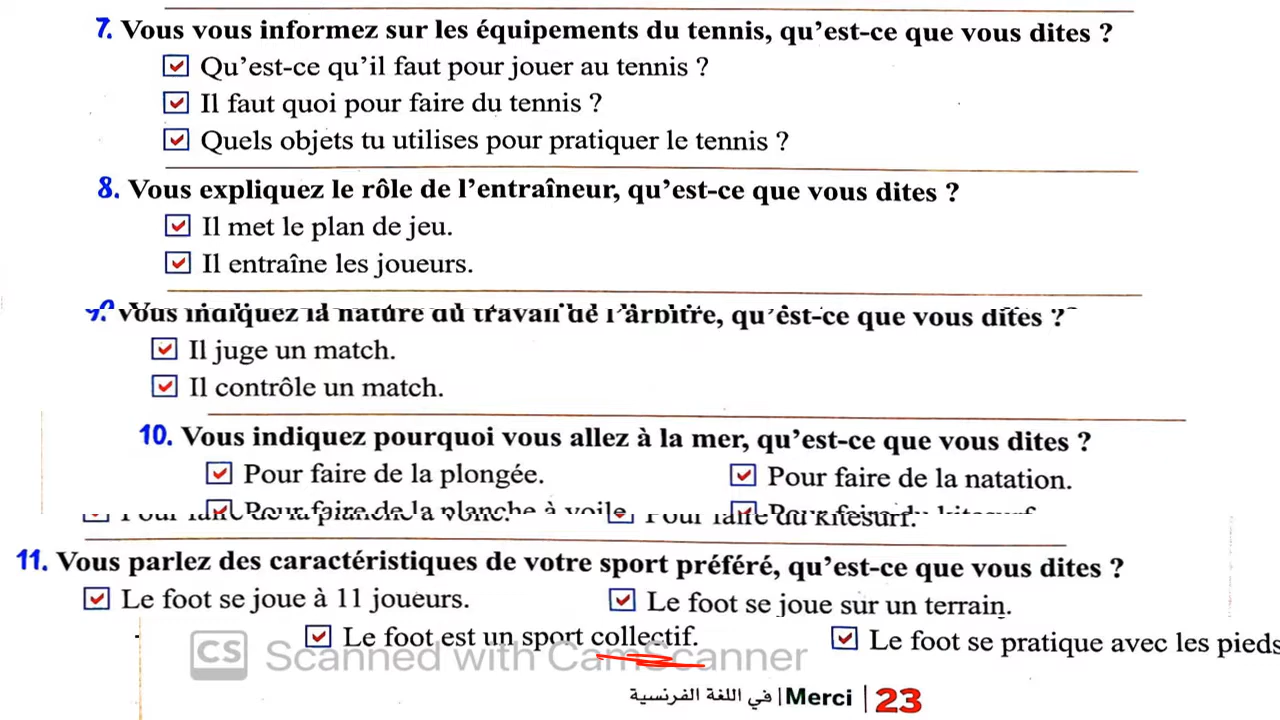 7. Vous vous informez sur les équipements du tennis, qu'est-ce que vous dites ?
Qu'est-ce qu'il faut pour jouer au tennis ?
Il faut quoi pour faire du tennis ?
Quels objets tu utilises pour pratiquer le tennis ?
8. Vous expliquez le rôle de l'entraîneur, qu'est-ce que vous dites ?
Il met le plan de jeu.
Il entraîne les joueurs.
Vous indiquez la nature du travail de l'arbitre, qu'est-ce que vous dites ?
Il juge un match.
Il contrôle un match.
10. Vous indiquez pourquoi vous allez à la mer, qu'est-ce que vous dites ?
Pour faire de la plongée. Pour faire de la natation.
Pour faire de la planche à voile. Pour faire du kitesurf.
11. Vous parlez des caractéristiques de votre sport préféré, qu'est-ce que vous dites ?
Le foot se joue à 11 joueurs. Le foot se joue sur un terrain.
Le foot est un sport collectif. Le foot se pratique avec les pieds
CS Scanned with CamScanner
في اللغة الفرنسية | Merci | 23